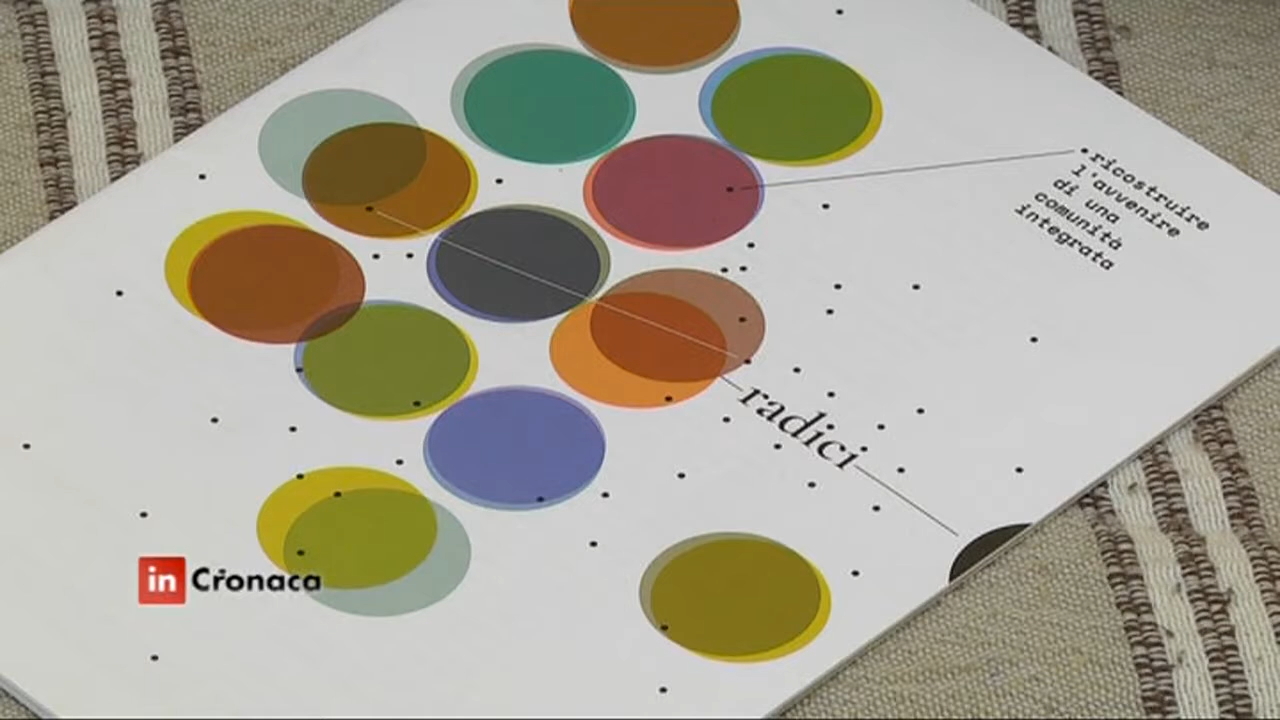 ricostruire
l'avvenire
di una
comunità
integrata
radici
in Cronaca